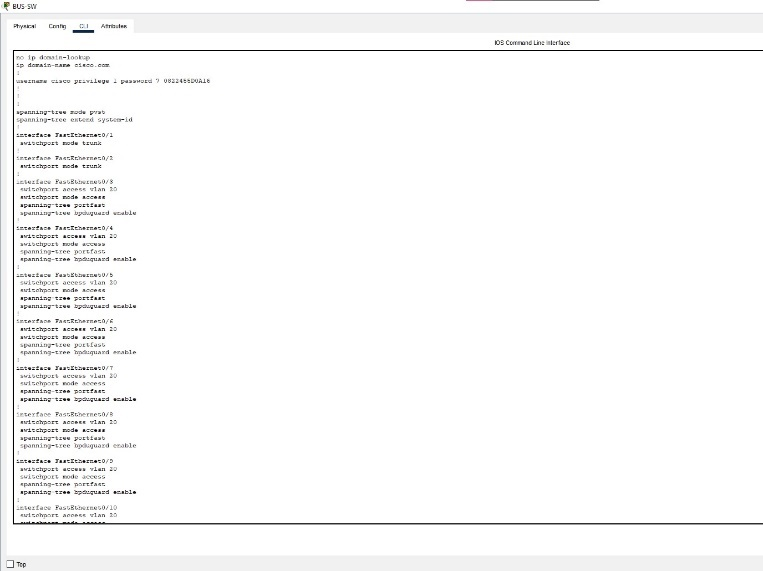 BUS-SW
Physical Config CLI Attributes
IOS Command Line Interface
no ip domain-lookup
ip domain-name cisco.com
!
username cisco privilege 1 password 7 0822455D0A16
!
!
!
spanning-tree mode pvst
spanning-tree extend system-id
!
interface FastEthernet0/1
switchport mode trunk
!
interface FastEthernet0/2
switchport mode trunk
!
interface FastEthernet0/3
switchport access vlan 20
switchport mode access
spanning-tree portfast
spanning-tree bpduguard enable
!
interface FastEthernet0/4
switchport access vlan 20
switchport mode access
spanning-tree portfast
spanning-tree bpduguard enable
!
interface FastEthernet0/5
switchport access vlan 20
switchport mode access
spanning-tree portfast
spanning-tree bpduguard enable
!
interface FastEthernet0/6
switchport access vlan 20
switchport mode access
spanning-tree portfast
spanning-tree bpduguard enable
!
interface FastEthernet0/7
switchport access vlan 20
switchport mode access
spanning-tree portfast
spanning-tree bpduguard enable
!
interface FastEthernet0/8
switchport access vlan 20
switchport mode access
spanning-tree portfast
spanning-tree bpduguard enable
!
interface FastEthernet0/9
switchport access vlan 20
switchport mode access
spanning-tree portfast
spanning-tree bpduguard enable
!
interface FastEthernet0/10
switchport access vlan 20
switchport mode access
Top